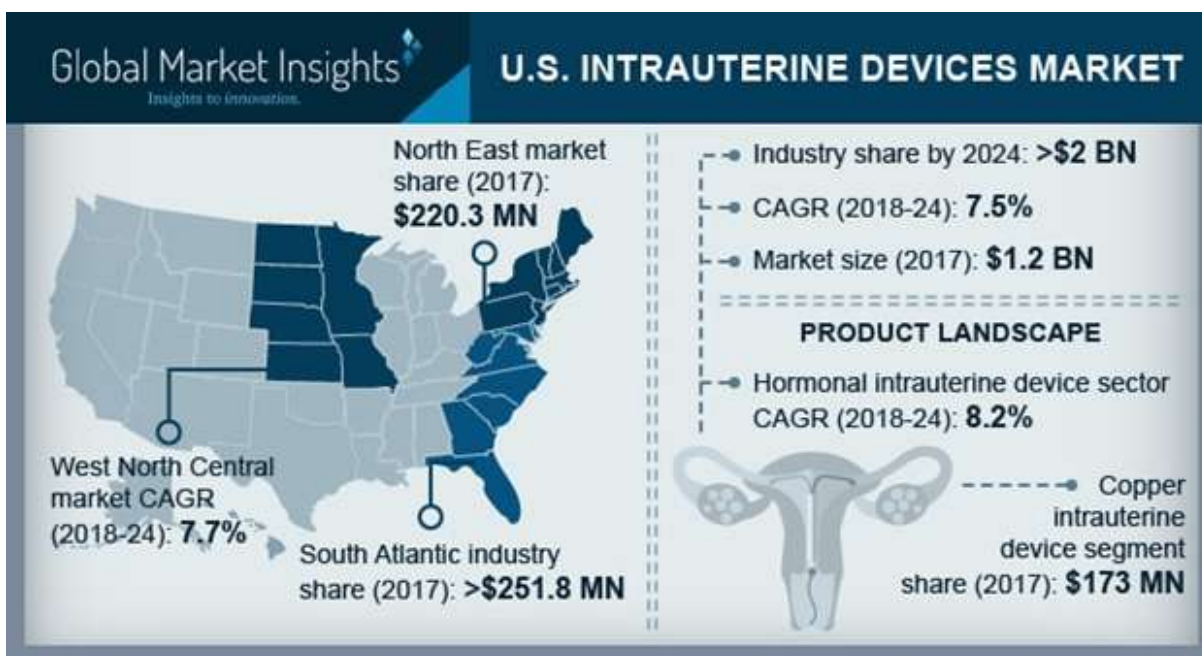 Global Market Insights
Insights to innovation.
U.S. INTRAUTERINE DEVICES MARKET
North East market
share (2017):
$220.3 MN
West North Central
market CAGR
(2018-24): 7.7%
South Atlantic industry
share (2017): >$251.8 MN
Industry share by 2024: >$2 BN
CAGR (2018-24): 7.5%
Market size (2017): $1.2 BN
PRODUCT LANDSCAPE
Hormonal intrauterine device sector
CAGR (2018-24): 8.2%
Copper
intrauterine
device segment
share (2017): $173 MN